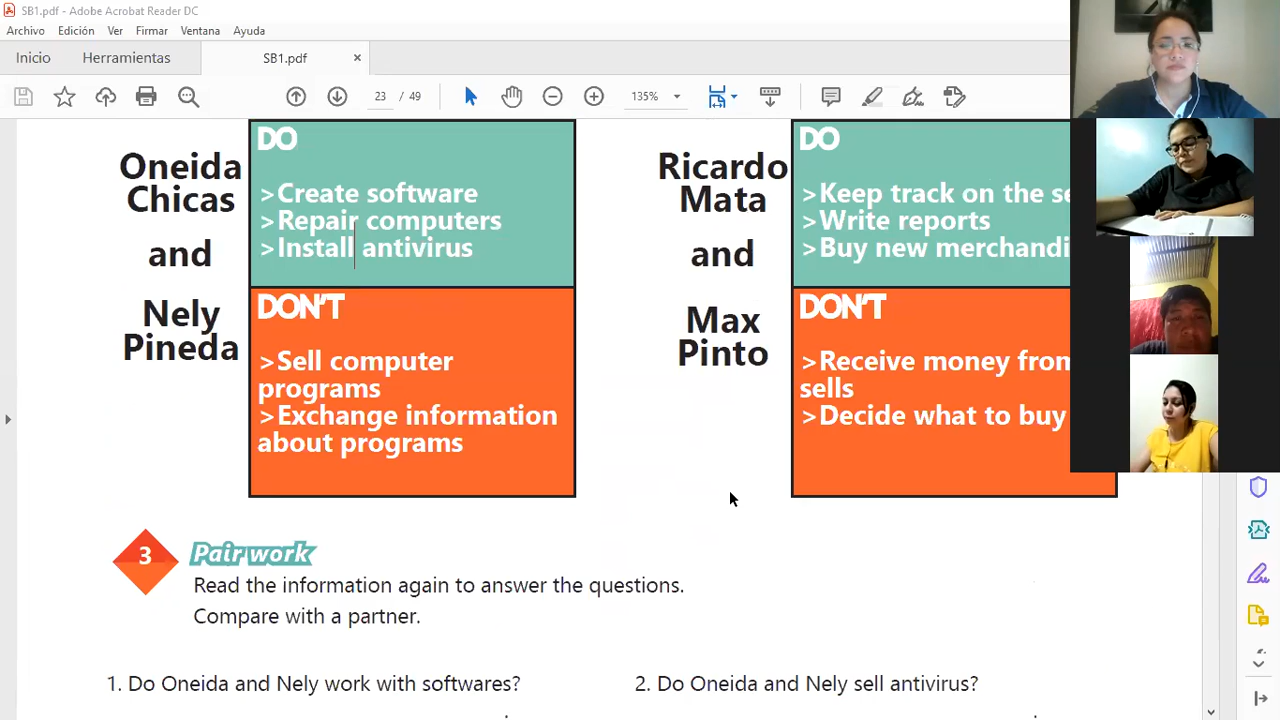 SB1.pdf - Adobe Acrobat Reader DC
Archivo Edición Ver Firmar Ventana Ayuda
Inicio Herramientas SB1.pdf ×
23 / 49 135%
Oneida
Chicas
and
Nely
Pineda
DO
>Create software
>Repair computers
>Install antivirus
DON'T
>Sell computer
programs
>Exchange information
about programs
Ricardo
Mata
and
Max
Pinto
DO
>Keep track on the se
>Write reports
>Buy new merchandi
DON'T
>Receive money from
sells
>Decide what to buy
3 Pair work
Read the information again to answer the questions.
Compare with a partner.
1. Do Oneida and Nely work with softwares?
2. Do Oneida and Nely sell antivirus?